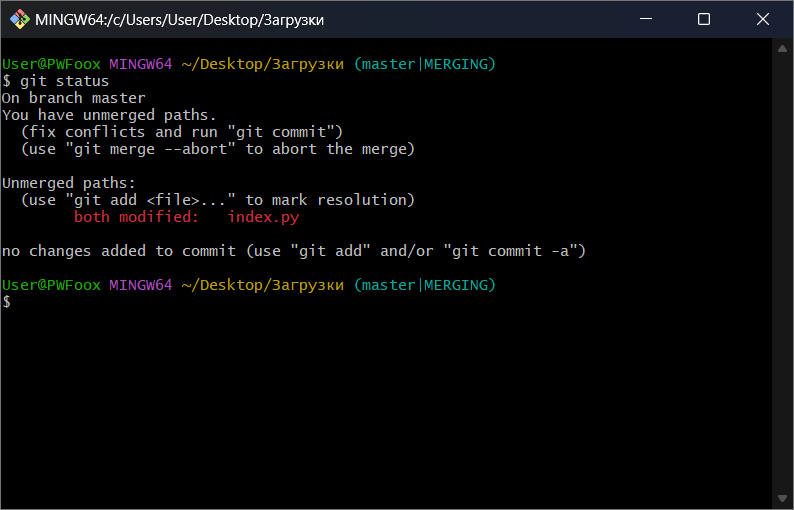 MINGW64:/c/Users/User/Desktop/Загрузки
User@PWFoox MINGW64 ~/Desktop/Загрузки (master|MERGING)
$ git status
On branch master
You have unmerged paths.
  (fix conflicts and run "git commit")
  (use "git merge --abort" to abort the merge)
Unmerged paths:
  (use "git add <file>..." to mark resolution)
        both modified:   index.py
no changes added to commit (use "git add" and/or "git commit -a")
User@PWFoox MINGW64 ~/Desktop/Загрузки (master|MERGING)
$